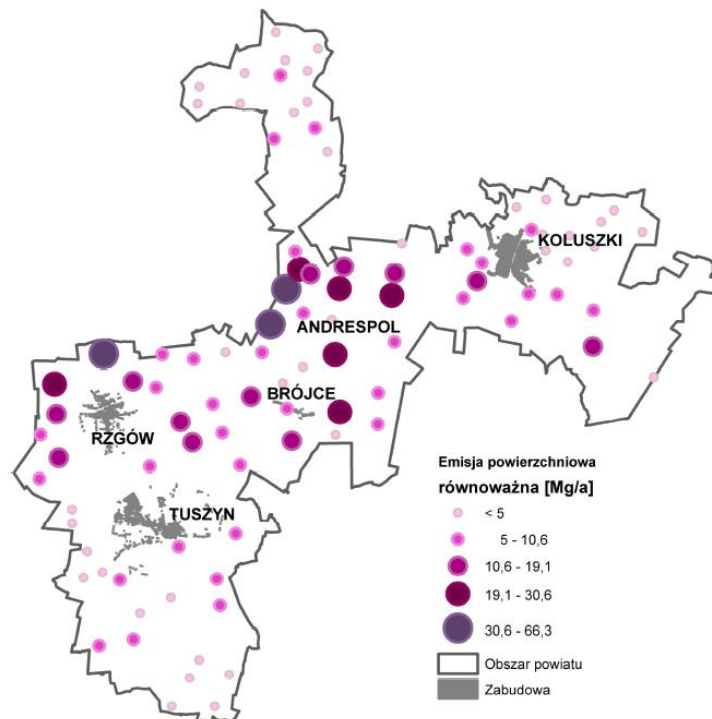 KOLUSZKI
ANDRESPOL
BRÓJCE
RZGÓW
TUSZYN
Emisja powierzchniowa
równoważna [Mg/a]
< 5
5 - 10,6
10,6 - 19,1
19,1 - 30,6
30,6 - 66,3
Obszar powiatu
Zabudowa